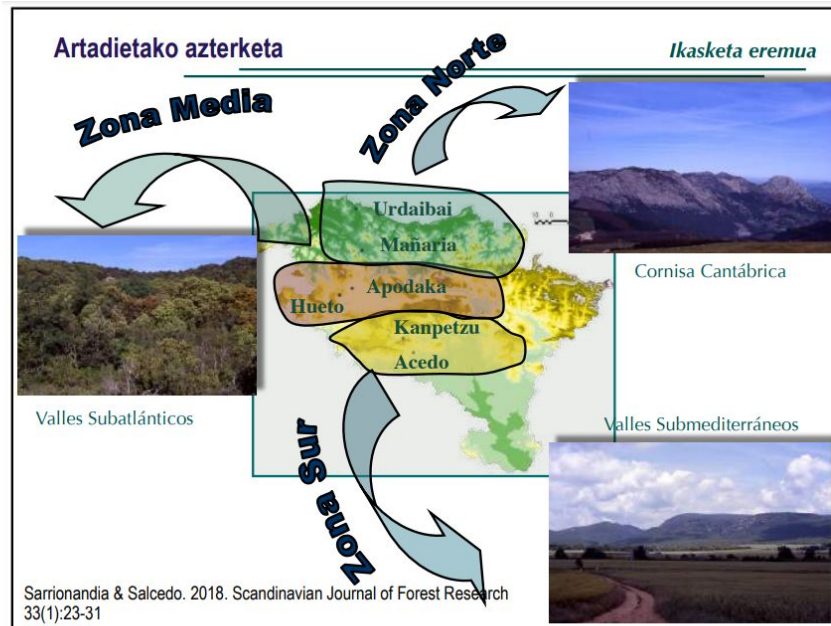 Artadietako azterketa
Ikasketa eremua
Zona Media
Zona Norte
Urdaibai
Mañaria
Cornisa Cantábrica
Apodaka
Hueto
Kanpetzu
Acedo
Valles Subatlánticos
Valles Submediterráneos
Zona Sur
Sarrionandia & Salcedo. 2018. Scandinavian Journal of Forest Research
33(1):23-31